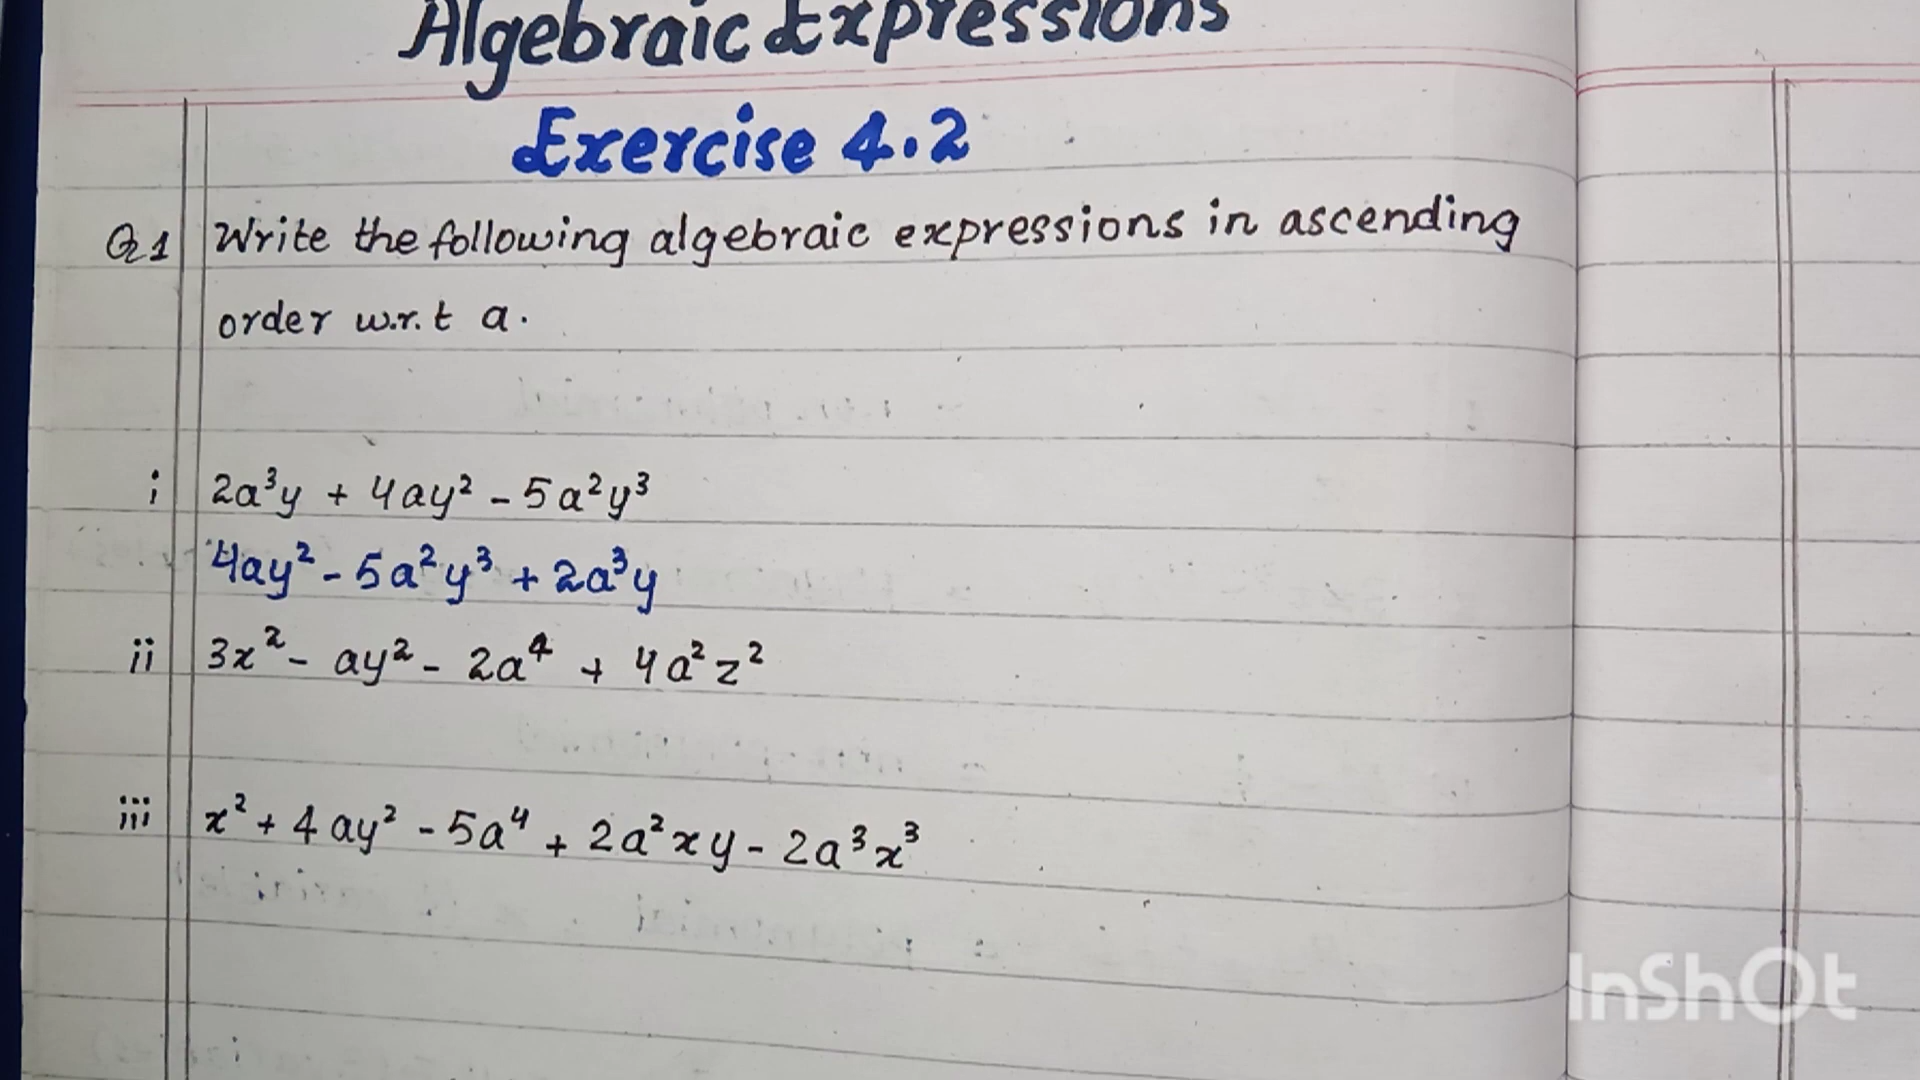 Algebraic Expressions
Exercise 4.2
Q1 Write the following algebraic expressions in ascending
order w.r.t a.
i 2a³y + 4ay² - 5a²y³
4ay² - 5a²y³ + 2a³y
ii 3x² - ay² - 2a⁴ + 4a²z²
iii x² + 4ay² - 5a⁴ + 2a²xy - 2a³x³
InShOt